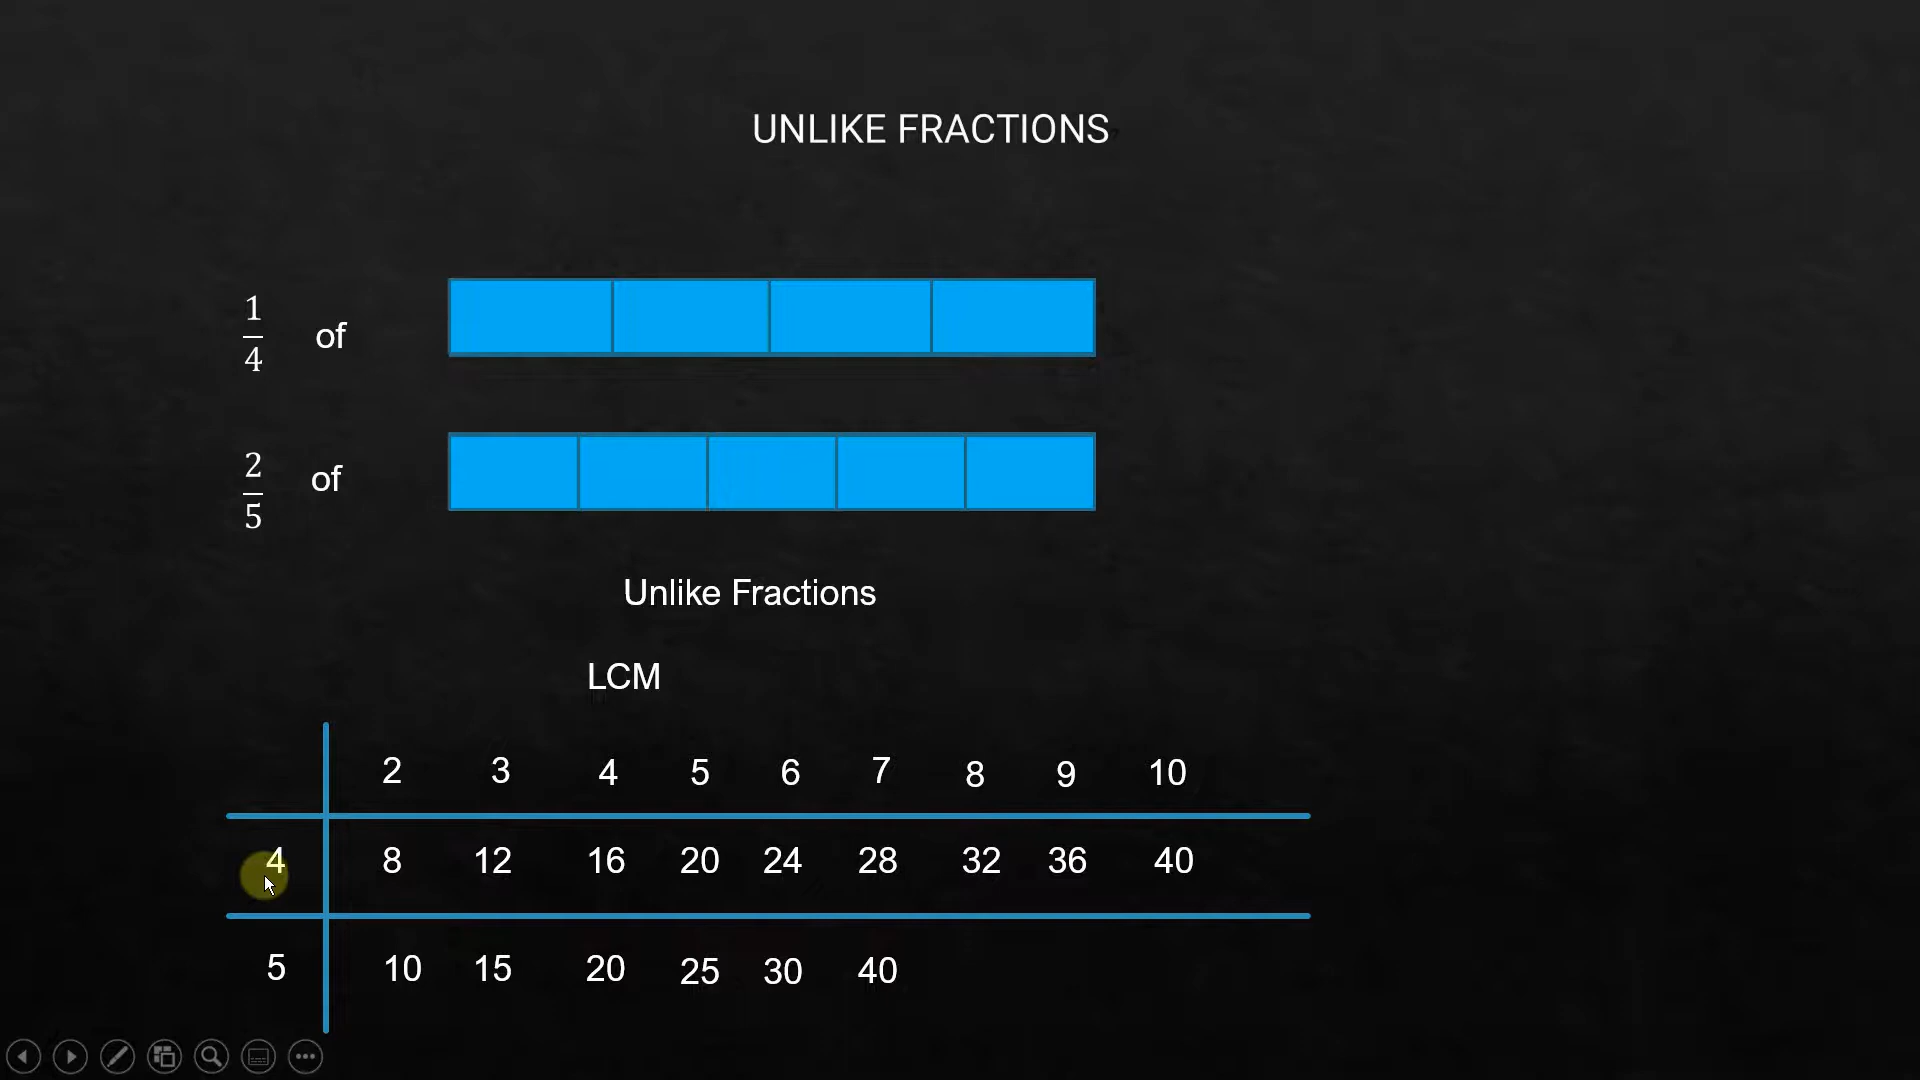 UNLIKE FRACTIONS
1/4 of
2/5 of
Unlike Fractions
LCM
2 3 4 5 6 7 8 9 10
4 8 12 16 20 24 28 32 36 40
5 10 15 20 25 30 40